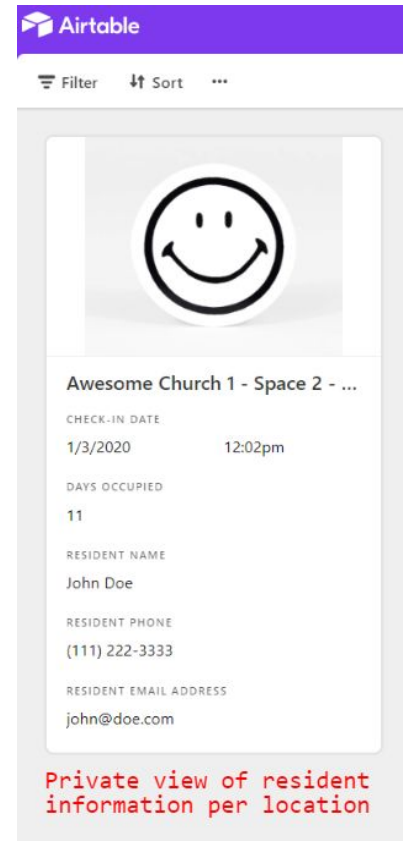 Airtable
Filter Sort ...
Awesome Church 1 - Space 2 - ...
CHECK-IN DATE
1/3/2020 12:02pm
DAYS OCCUPIED
11
RESIDENT NAME
John Doe
RESIDENT PHONE
(111) 222-3333
RESIDENT EMAIL ADDRESS
john@doe.com
Private view of resident
information per location